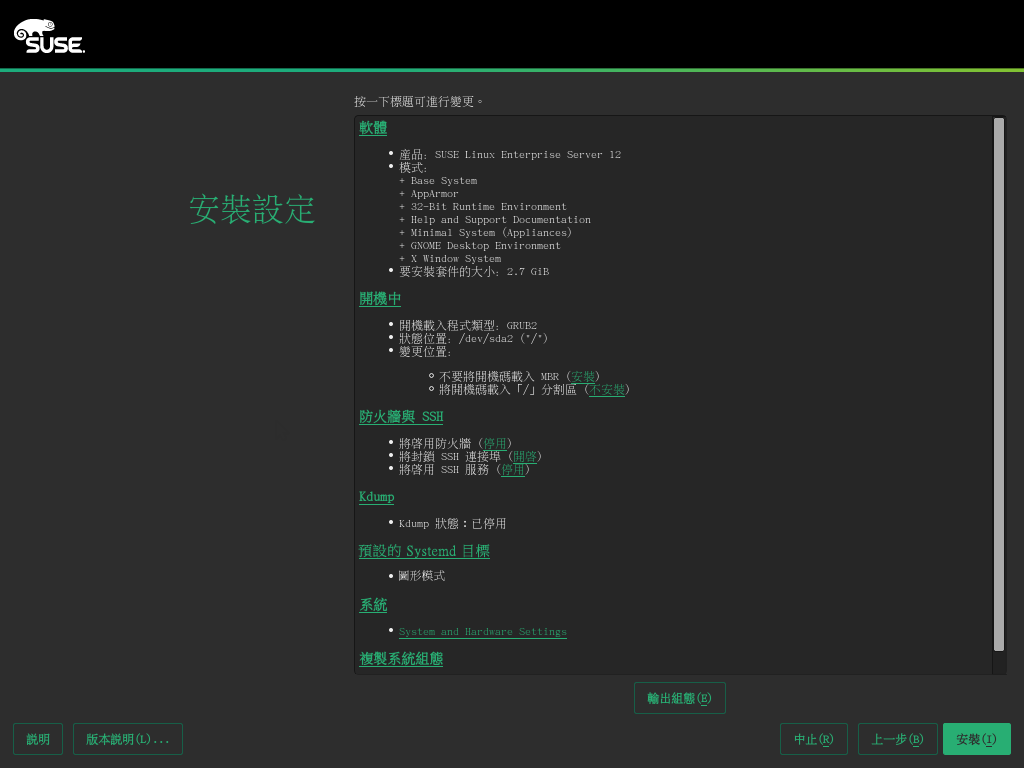 SUSE.
按一下標題可進行變更。
安裝設定
軟體
產品: SUSE Linux Enterprise Server 12
模式:
+ Base System
+ AppArmor
+ 32-Bit Runtime Environment
+ Help and Support Documentation
+ Minimal System (Appliances)
+ GNOME Desktop Environment
+ X Window System
要安裝套件的大小: 2.7 GiB
開機中
開機載入程式類型: GRUB2
狀態位置: /dev/sda2 ("/")
變更位置:
不要將開機碼載入 MBR (安裝)
將開機碼載入「/」分割區 (不安裝)
防火牆與 SSH
將啓用防火牆 (停用)
將封鎖 SSH 連接埠 (開啓)
將啓用 SSH 服務 (停用)
Kdump
Kdump 狀態：已停用
預設的 Systemd 目標
圖形模式
系統
System and Hardware Settings
複製系統組態
輸出組態(E)
說明
版本說明(L)...
中止(R)
上一步(B)
安裝(I)